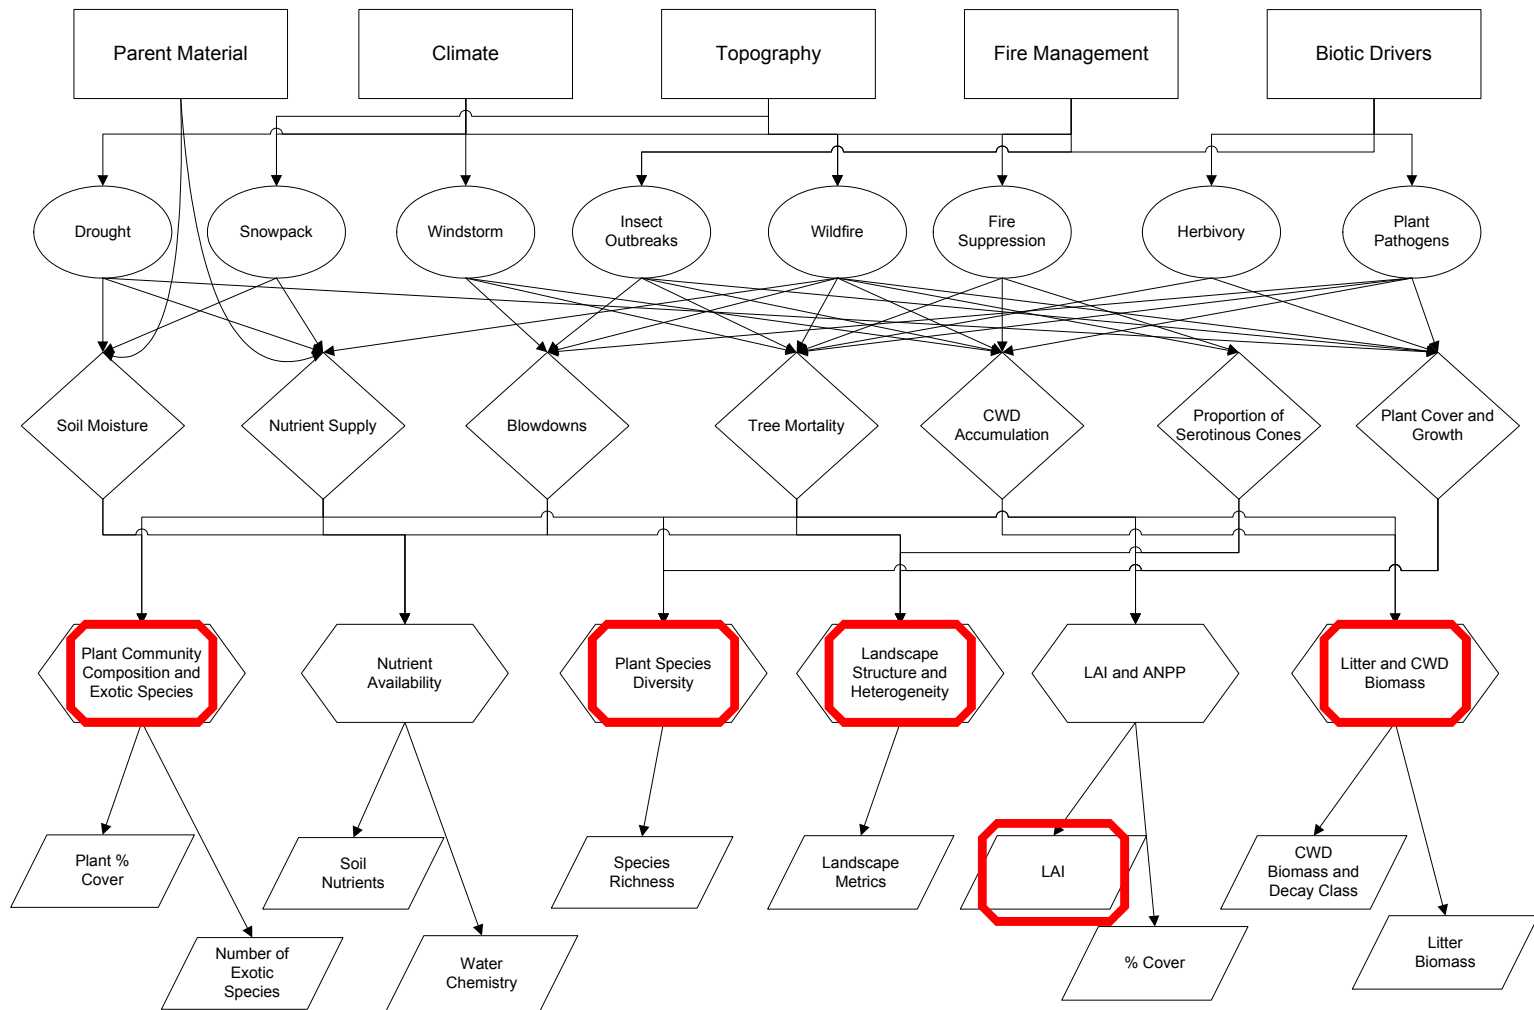 Parent Material
Climate
Topography
Fire Management
Biotic Drivers
Drought
Snowpack
Windstorm
Insect
Outbreaks
Wildfire
Fire
Suppression
Herbivory
Plant
Pathogens
Soil Moisture
Nutrient Supply
Blowdowns
Tree Mortality
CWD
Accumulation
Proportion of
Serotinous Cones
Plant Cover and
Growth
Plant Community
Composition and
Exotic Species
Nutrient
Availability
Plant Species
Diversity
Landscape
Structure and
Heterogeneity
LAI and ANPP
Litter and CWD
Biomass
Plant %
Cover
Soil
Nutrients
Species
Richness
Landscape
Metrics
LAI
CWD
Biomass and
Decay Class
Number of
Exotic
Species
Water
Chemistry
% Cover
Litter
Biomass